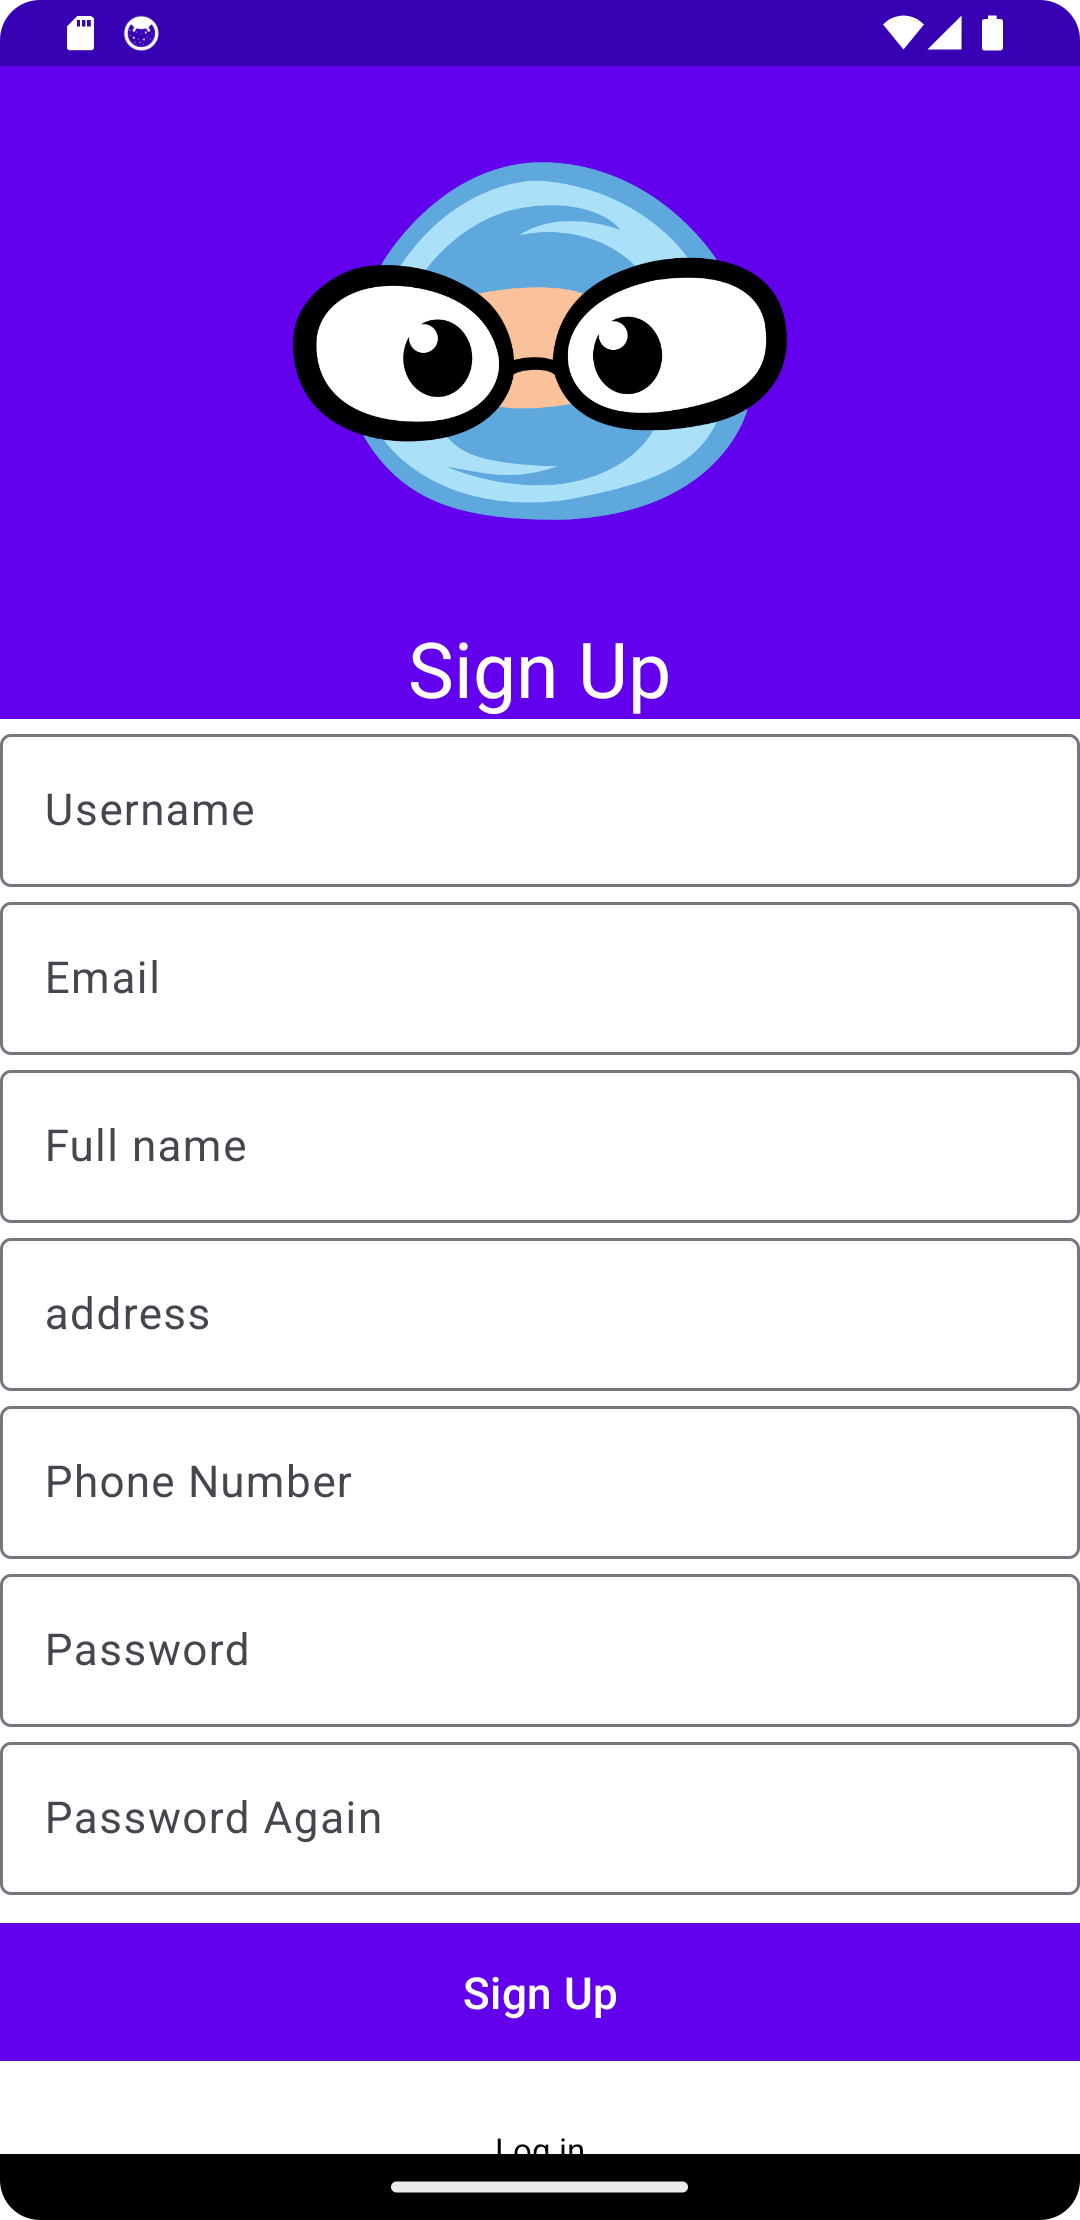 Sign Up
Username
Email
Full name
address
Phone Number
Password
Password Again
Sign Up
Log in